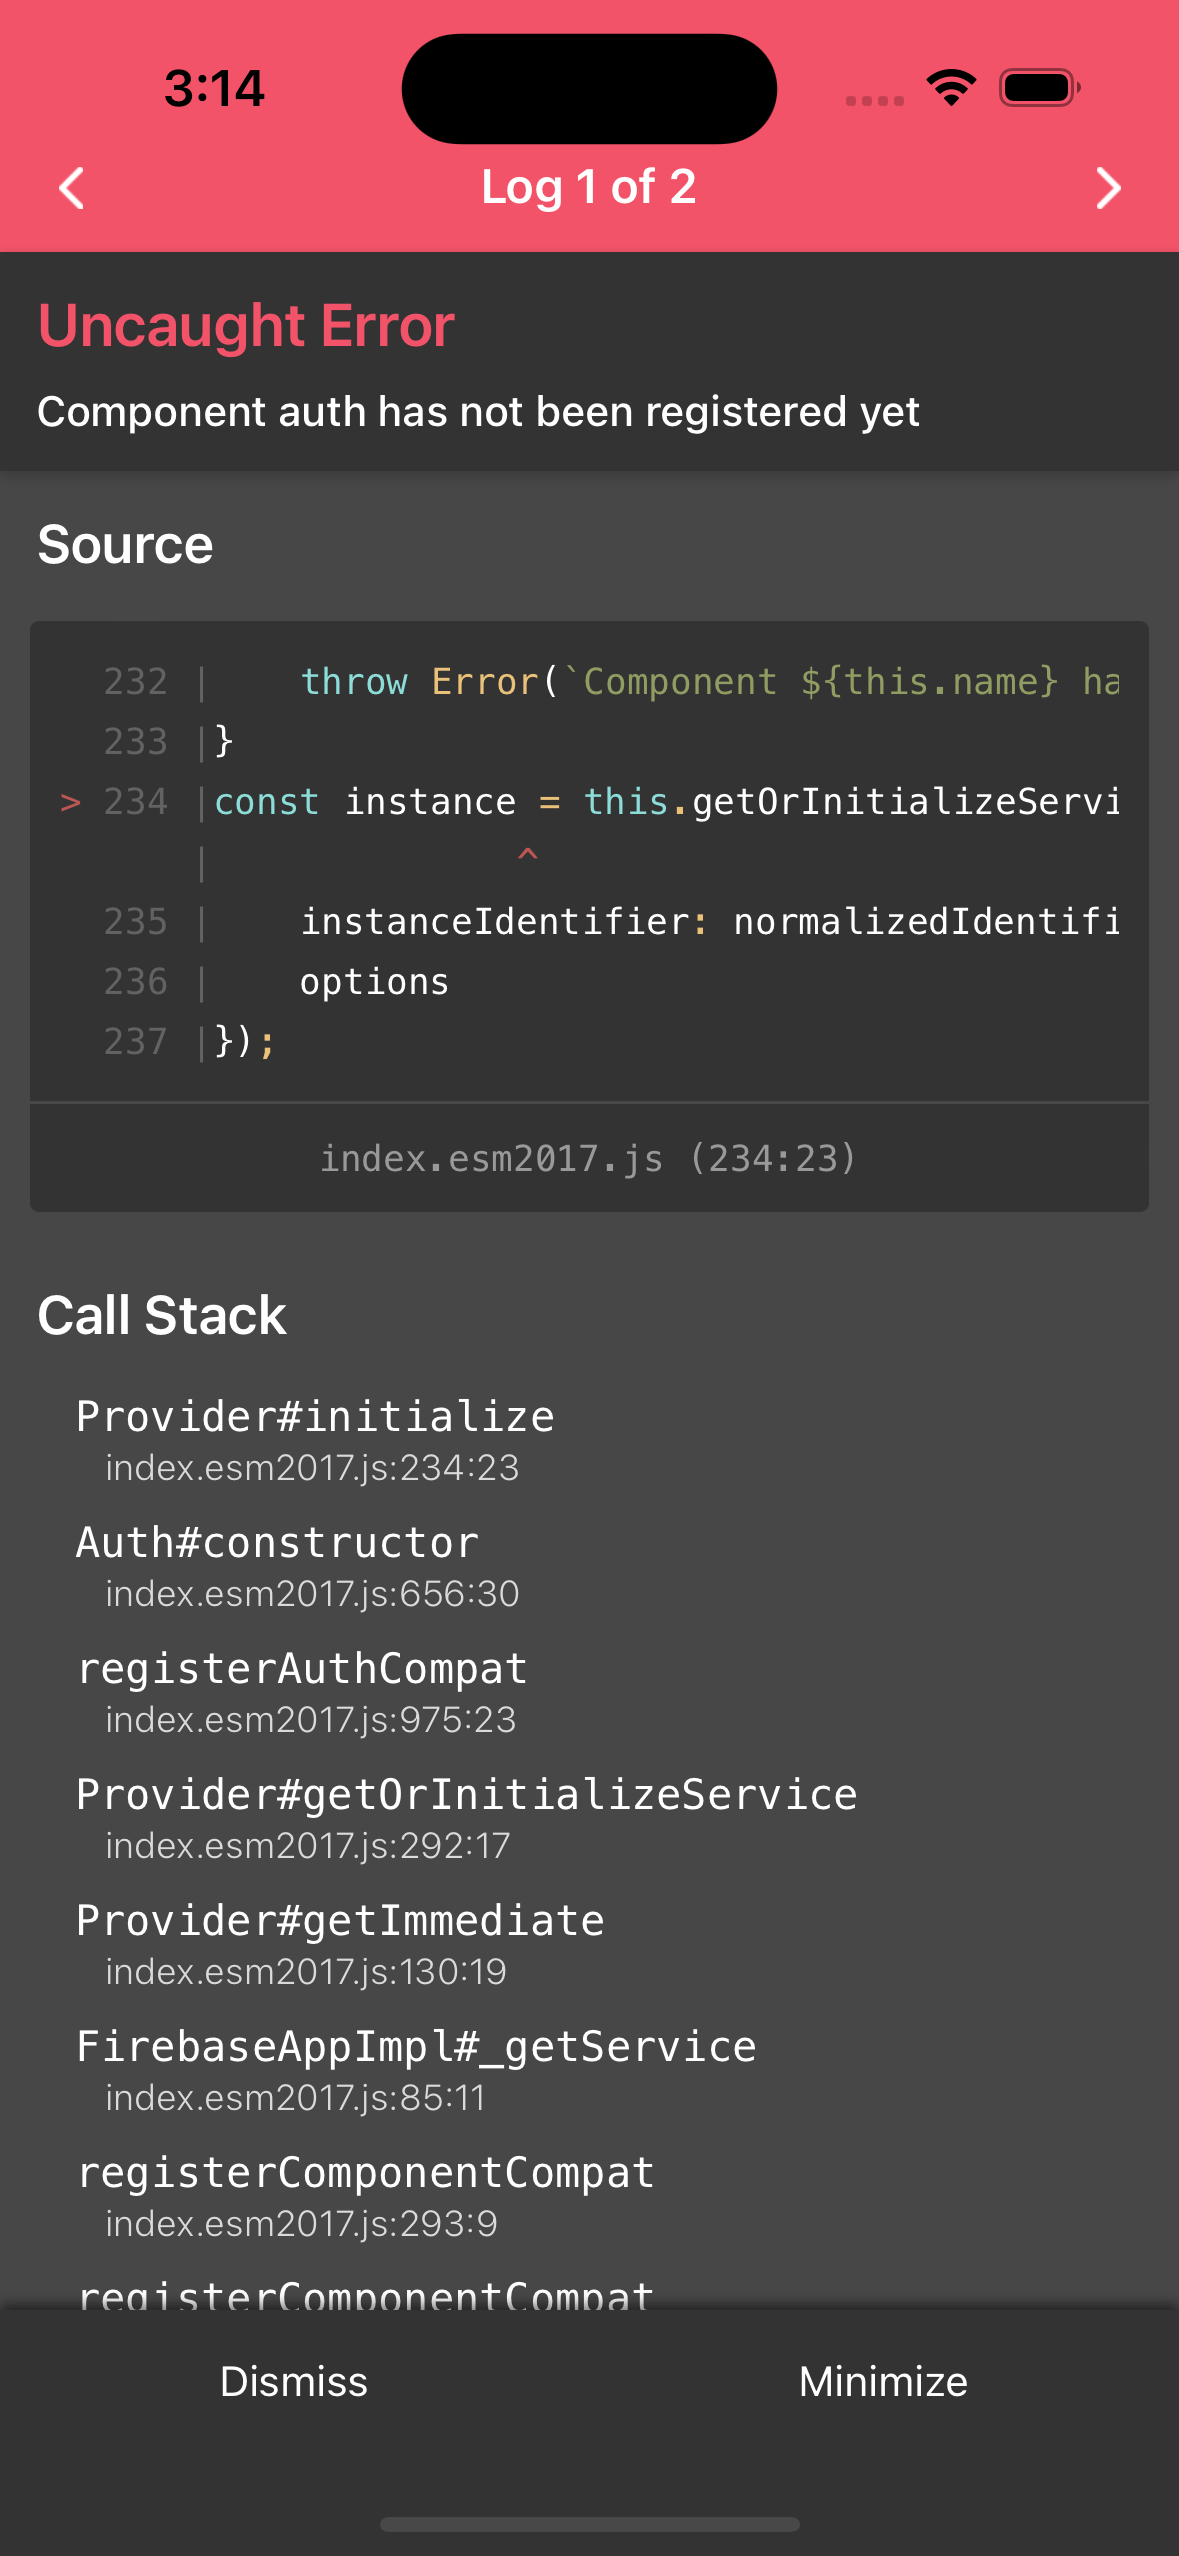 3:14
Log 1 of 2
Uncaught Error
Component auth has not been registered yet
Source
232 |    throw Error(`Component ${this.name} ha
233 |}
> 234 |const instance = this.getOrInitializeServi
|              ^
235 |    instanceIdentifier: normalizedIdentifi
236 |    options
237 |});
index.esm2017.js (234:23)
Call Stack
Provider#initialize
index.esm2017.js:234:23
Auth#constructor
index.esm2017.js:656:30
registerAuthCompat
index.esm2017.js:975:23
Provider#getOrInitializeService
index.esm2017.js:292:17
Provider#getImmediate
index.esm2017.js:130:19
FirebaseAppImpl#_getService
index.esm2017.js:85:11
registerComponentCompat
index.esm2017.js:293:9
registerComponentCompat
Dismiss
Minimize